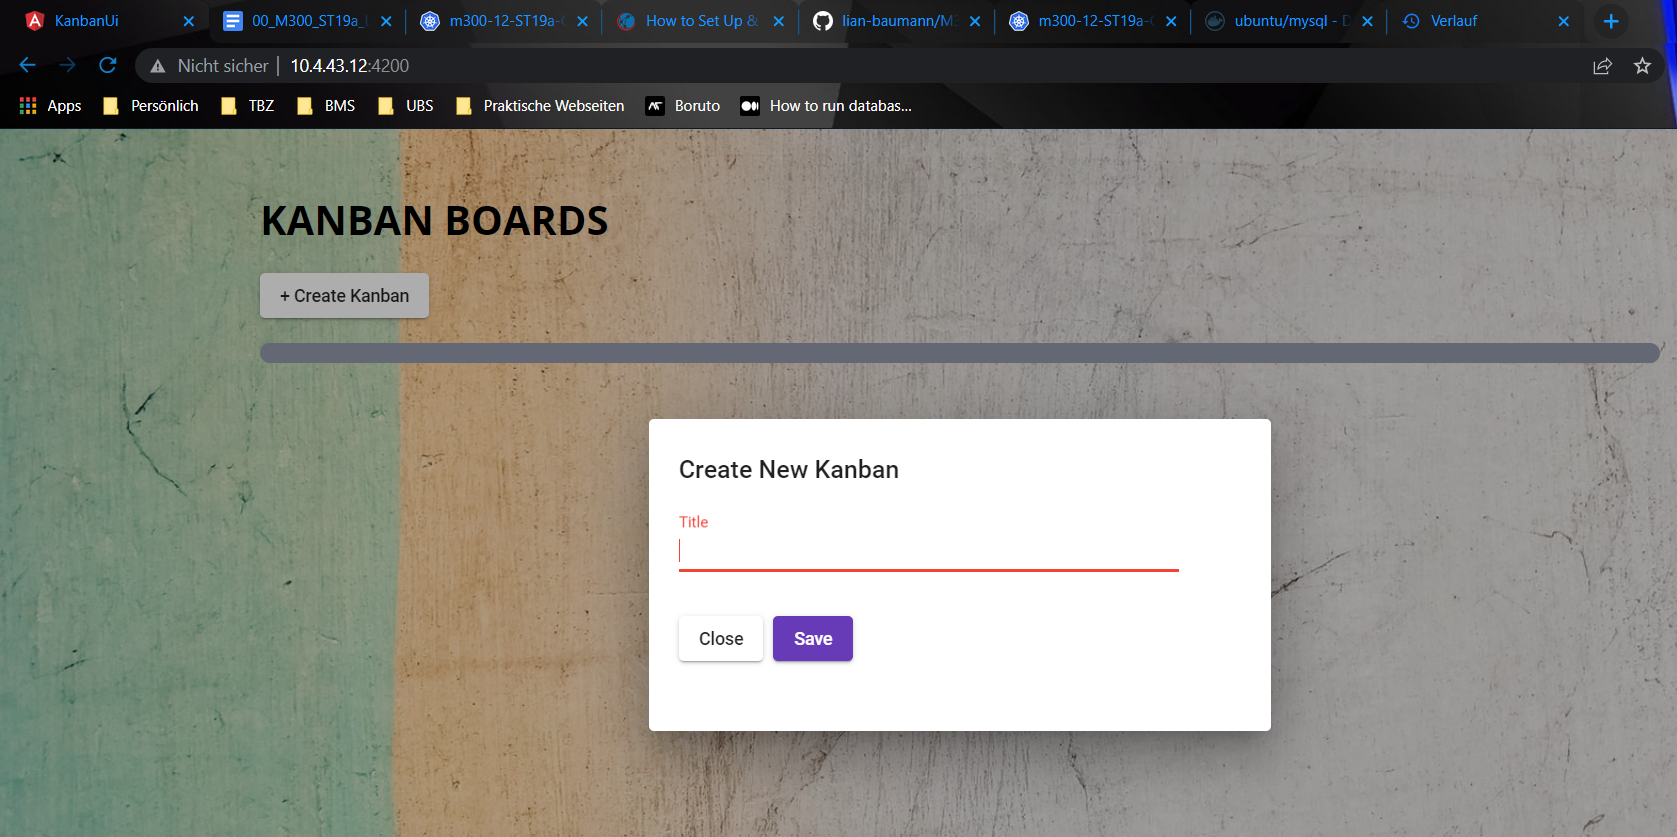 KanbanUi
00_M300_ST19a_
m300-12-ST19a-
How to Set Up &
lian-baumann/M3
m300-12-ST19a-
ubuntu/mysql - D
Verlauf
Nicht sicher | 10.4.43.12:4200
Apps
Persönlich
TBZ
BMS
UBS
Praktische Webseiten
Boruto
How to run databas...
KANBAN BOARDS
+ Create Kanban
Create New Kanban
Title
Close
Save